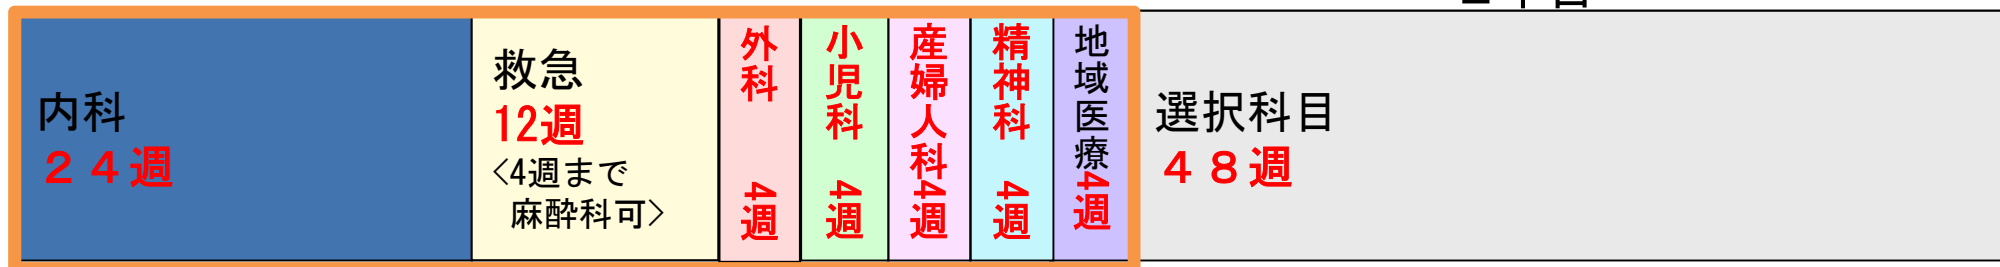 内科
２４週
救急
12週
<4週まで
麻酔科可>
外科 4週
小児科 4週
産婦人科4週
精神科 4週
地域医療4週
選択科目
４８週